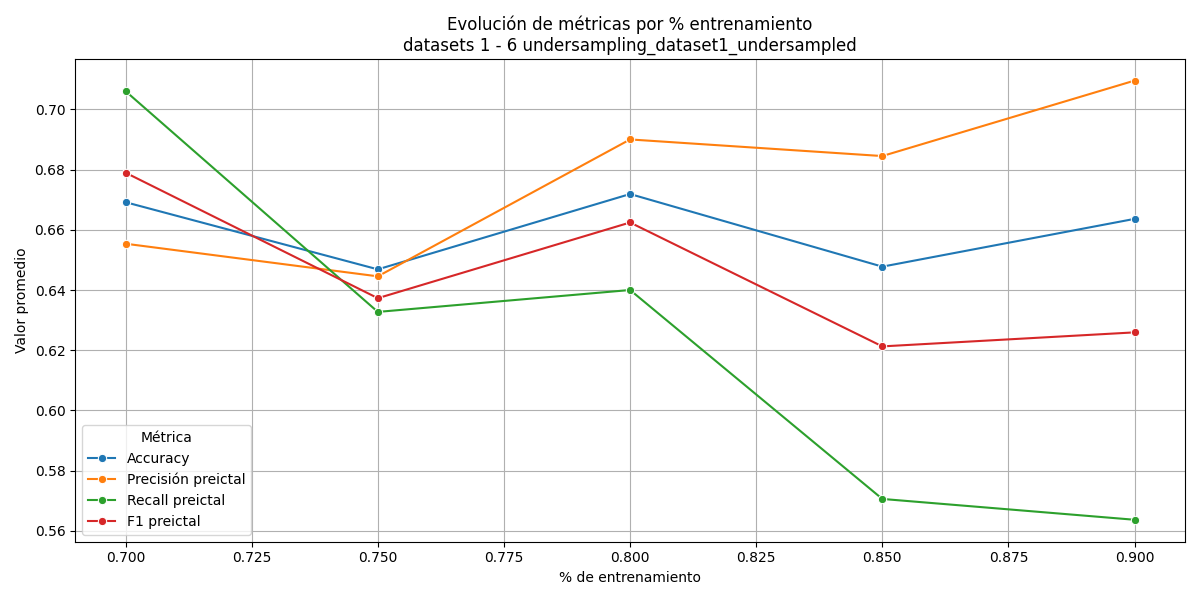 Evolución de métricas por % entrenamiento
datasets 1 - 6 undersampling_dataset1_undersampled
Valor promedio
0.70
0.68
0.66
0.64
0.62
0.60
0.58
0.56
Métrica
Accuracy
Precisión preictal
Recall preictal
F1 preictal
0.700 0.725 0.750 0.775 0.800 0.825 0.850 0.875 0.900
% de entrenamiento